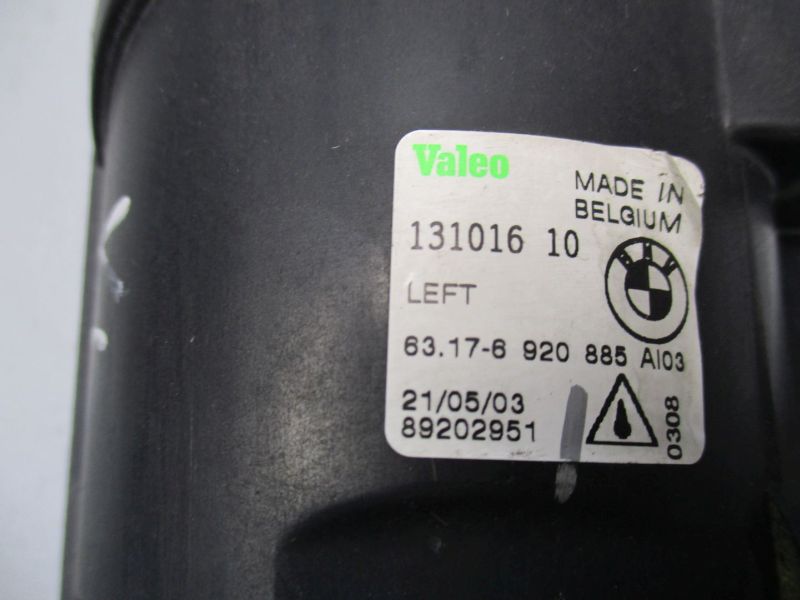 Valeo
MADE IN
BELGIUM
131016 10
LEFT
63.17-6 920 885 AI03
21/05/03
89202951
0308